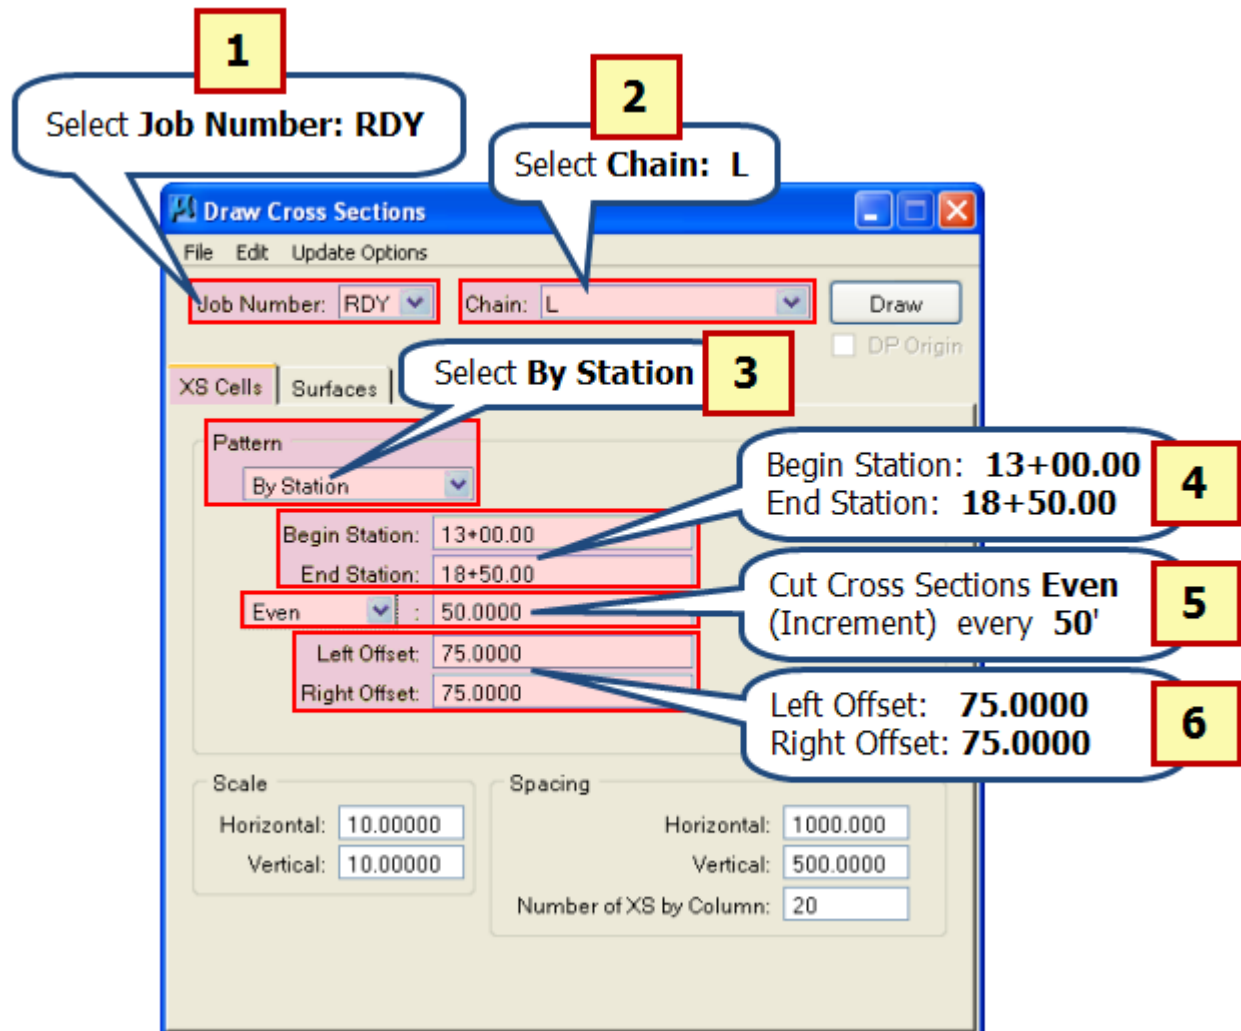 1
Select Job Number: RDY
2
Select Chain: L
Draw Cross Sections
File Edit Update Options
Job Number: RDY
Chain: L
Draw
DP Origin
XS Cells
Surfaces
Select By Station
3
Pattern
By Station
Begin Station: 13+00.00
End Station: 18+50.00
Even : 50.0000
Left Offset: 75.0000
Right Offset: 75.0000
Begin Station: 13+00.00
End Station: 18+50.00
4
Cut Cross Sections Even
(Increment) every 50'
5
Left Offset: 75.0000
Right Offset: 75.0000
6
Scale
Horizontal: 10.00000
Vertical: 10.00000
Spacing
Horizontal: 1000.000
Vertical: 500.0000
Number of XS by Column: 20